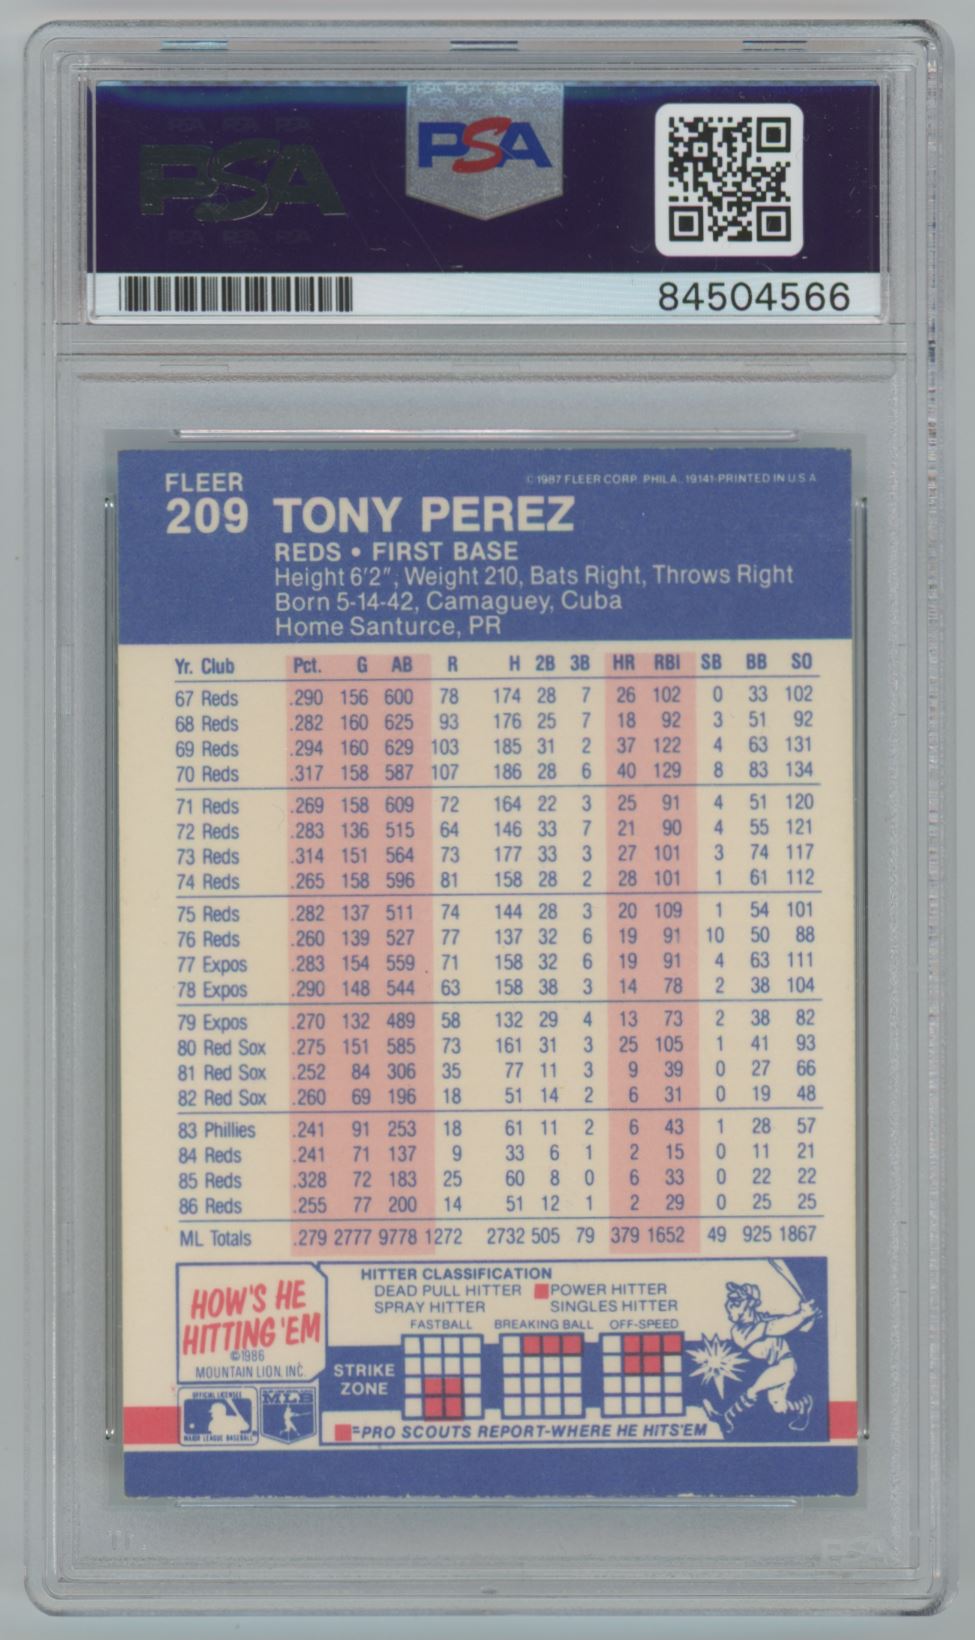 PSA PSA PSA
PSA
PSA PSA PSA
PSA
84504566
FLEER
209 TONY PEREZ
© 1987 FLEER CORP. PHILA., 19141-PRINTED IN U S A
REDS • FIRST BASE
Height 6'2", Weight 210, Bats Right, Throws Right
Born 5-14-42, Camaguey, Cuba
Home Santurce, PR
Yr. Club Pct. G AB R H 2B 3B HR RBI SB BB SO
67 Reds .290 156 600 78 174 28 7 26 102 0 33 102
68 Reds .282 160 625 93 176 25 7 18 92 3 51 92
69 Reds .294 160 629 103 185 31 2 37 122 4 63 131
70 Reds .317 158 587 107 186 28 6 40 129 8 83 134
71 Reds .269 158 609 72 164 22 3 25 91 4 51 120
72 Reds .283 136 515 64 146 33 7 21 90 4 55 121
73 Reds .314 151 564 73 177 33 3 27 101 3 74 117
74 Reds .265 158 596 81 158 28 2 28 101 1 61 112
75 Reds .282 137 511 74 144 28 3 20 109 1 54 101
76 Reds .260 139 527 77 137 32 6 19 91 10 50 88
77 Expos .283 154 559 71 158 32 6 19 91 4 63 111
78 Expos .290 148 544 63 158 38 3 14 78 2 38 104
79 Expos .270 132 489 58 132 29 4 13 73 2 38 82
80 Red Sox .275 151 585 73 161 31 3 25 105 1 41 93
81 Red Sox .252 84 306 35 77 11 3 9 39 0 27 66
82 Red Sox .260 69 196 18 51 14 2 6 31 0 19 48
83 Phillies .241 91 253 18 61 11 2 6 43 1 28 57
84 Reds .241 71 137 9 33 6 1 2 15 0 11 21
85 Reds .328 72 183 25 60 8 0 6 33 0 22 22
86 Reds .255 77 200 14 51 12 1 2 29 0 25 25
ML Totals .279 2777 9778 1272 2732 505 79 379 1652 49 925 1867
HOW'S HE
HITTING 'EM
©1986
MOUNTAIN LION, INC.
HITTER CLASSIFICATION
DEAD PULL HITTER POWER HITTER
SPRAY HITTER SINGLES HITTER
FASTBALL BREAKING BALL OFF-SPEED
STRIKE
ZONE
OFFICIAL LICENSEE
MAJOR LEAGUE BASEBALL
MLB
=PRO SCOUTS REPORT-WHERE HE HITS 'EM
PSA